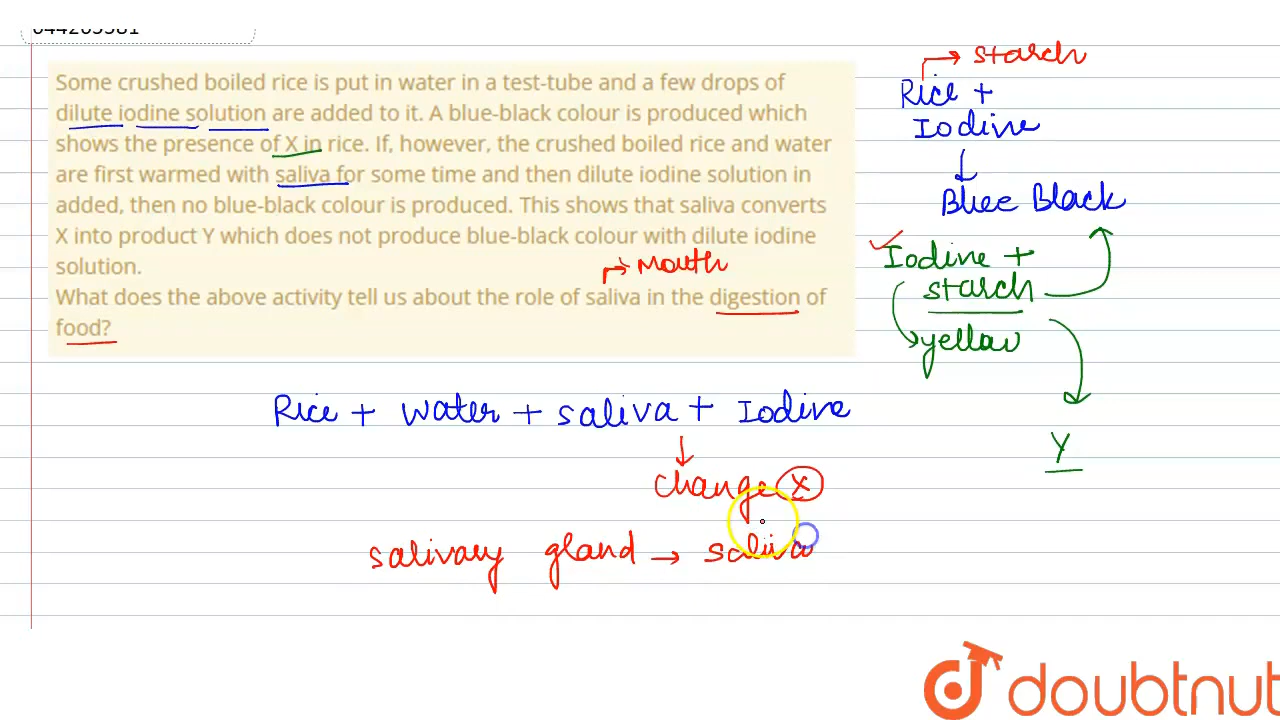 Some crushed boiled rice is put in water in a test-tube and a few drops of
dilute iodine solution are added to it. A blue-black colour is produced which
shows the presence of X in rice. If, however, the crushed boiled rice and water
are first warmed with saliva for some time and then dilute iodine solution in
added, then no blue-black colour is produced. This shows that saliva converts
X into product Y which does not produce blue-black colour with dilute iodine
solution.
Mouth
What does the above activity tell us about the role of saliva in the digestion of
food?
starch
Rice +
Iodine
Blue Black
Iodine +
starch
yellow
Y
Rice + water + saliva + Iodine
change X
salivary gland → saliva
doubtnut